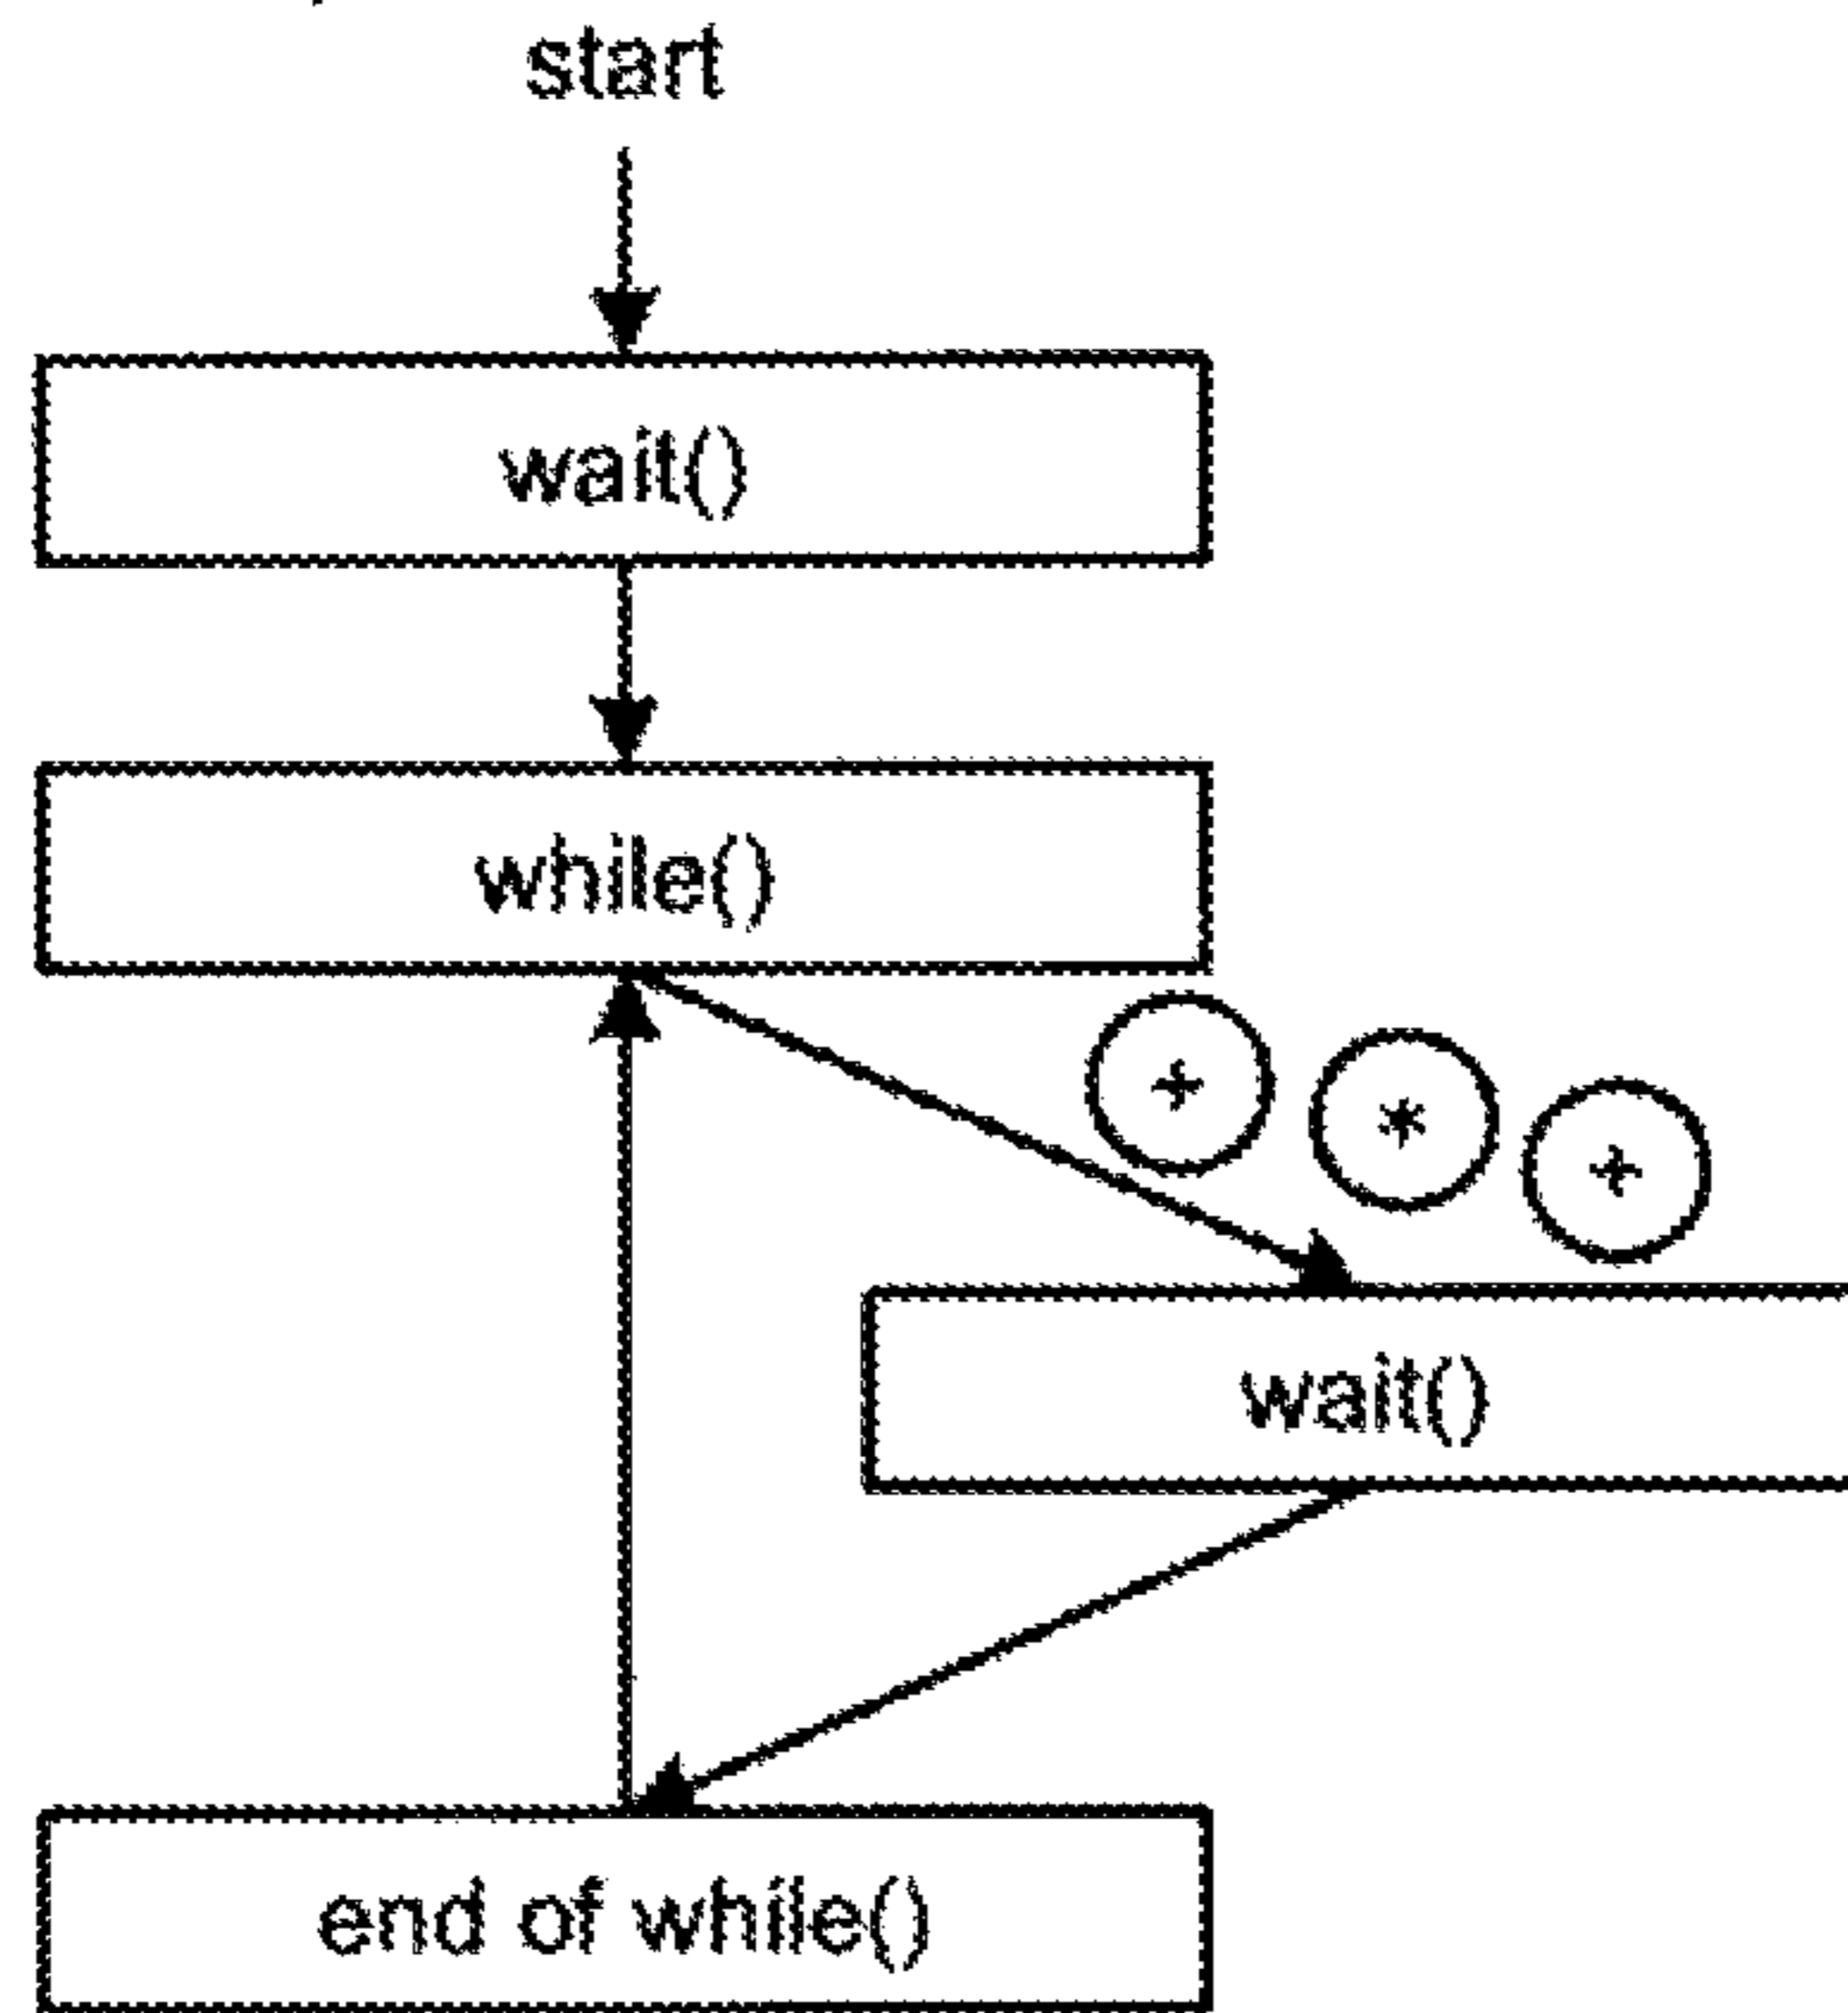 start
wait()
while()
+ * +
wait()
end of while()